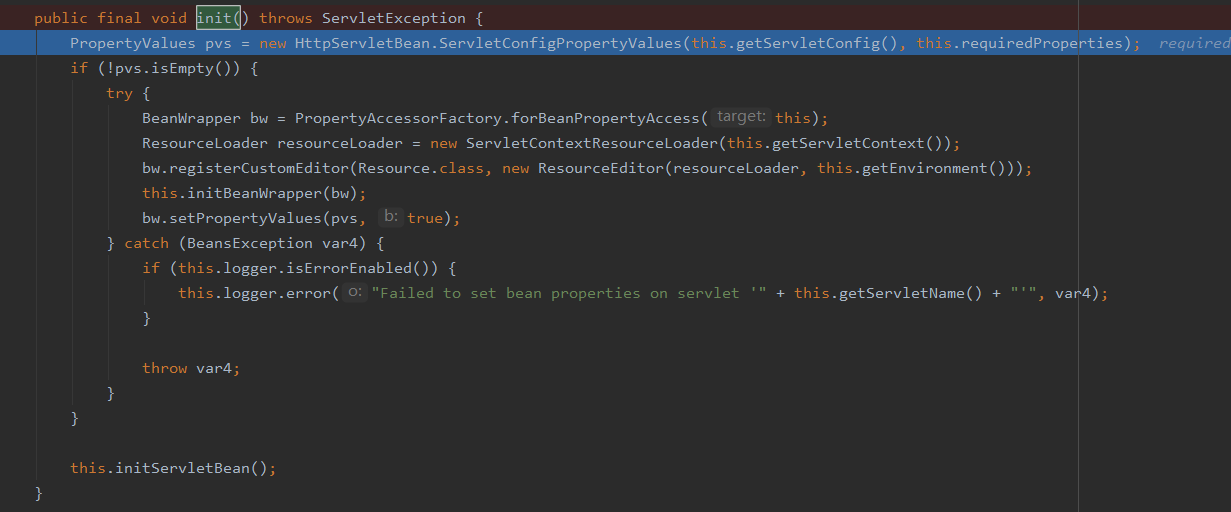 public final void init() throws ServletException {
PropertyValues pvs = new HttpServletBean.ServletConfigPropertyValues(this.getServletConfig(), this.requiredProperties); required
if (!pvs.isEmpty()) {
try {
BeanWrapper bw = PropertyAccessorFactory.forBeanPropertyAccess( target: this);
ResourceLoader resourceLoader = new ServletContextResourceLoader(this.getServletContext());
bw.registerCustomEditor(Resource.class, new ResourceEditor(resourceLoader, this.getEnvironment()));
this.initBeanWrapper(bw);
bw.setPropertyValues(pvs, b: true);
} catch (BeansException var4) {
if (this.logger.isErrorEnabled()) {
this.logger.error( o: "Failed to set bean properties on servlet '" + this.getServletName() + "'", var4);
}
throw var4;
}
}
this.initServletBean();
}